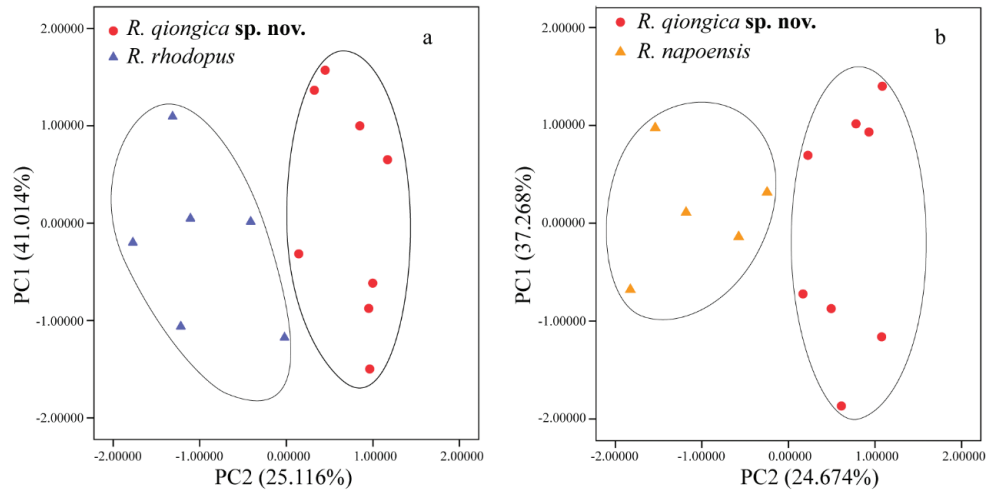 R. qiongica sp. nov.
R. rhodopus
a
2.00000
1.00000
0.00000
-1.00000
-2.00000
PC1 (41.014%)
-2.00000 -1.00000 0.00000 1.00000 2.00000
PC2 (25.116%)
R. qiongica sp. nov.
R. napoensis
b
2.00000
1.00000
0.00000
-1.00000
-2.00000
PC1 (37.268%)
-2.00000 -1.00000 0.00000 1.00000 2.00000
PC2 (24.674%)